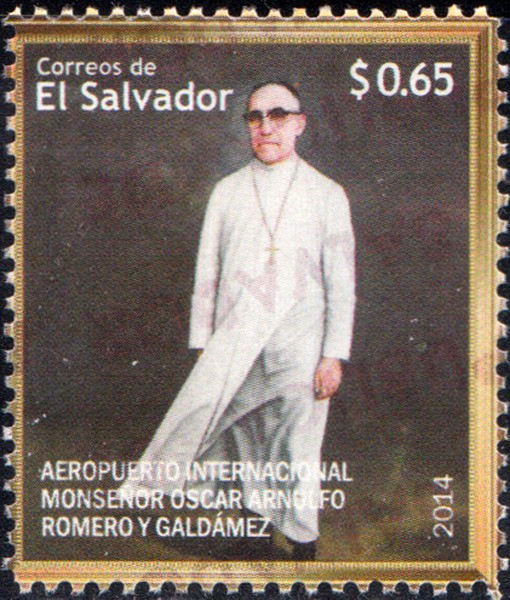 Correos de
El Salvador
$ 0.65
AEROPUERTO INTERNACIONAL
MONSEÑOR OSCAR ARNULFO
ROMERO Y GALDÁMEZ
2014